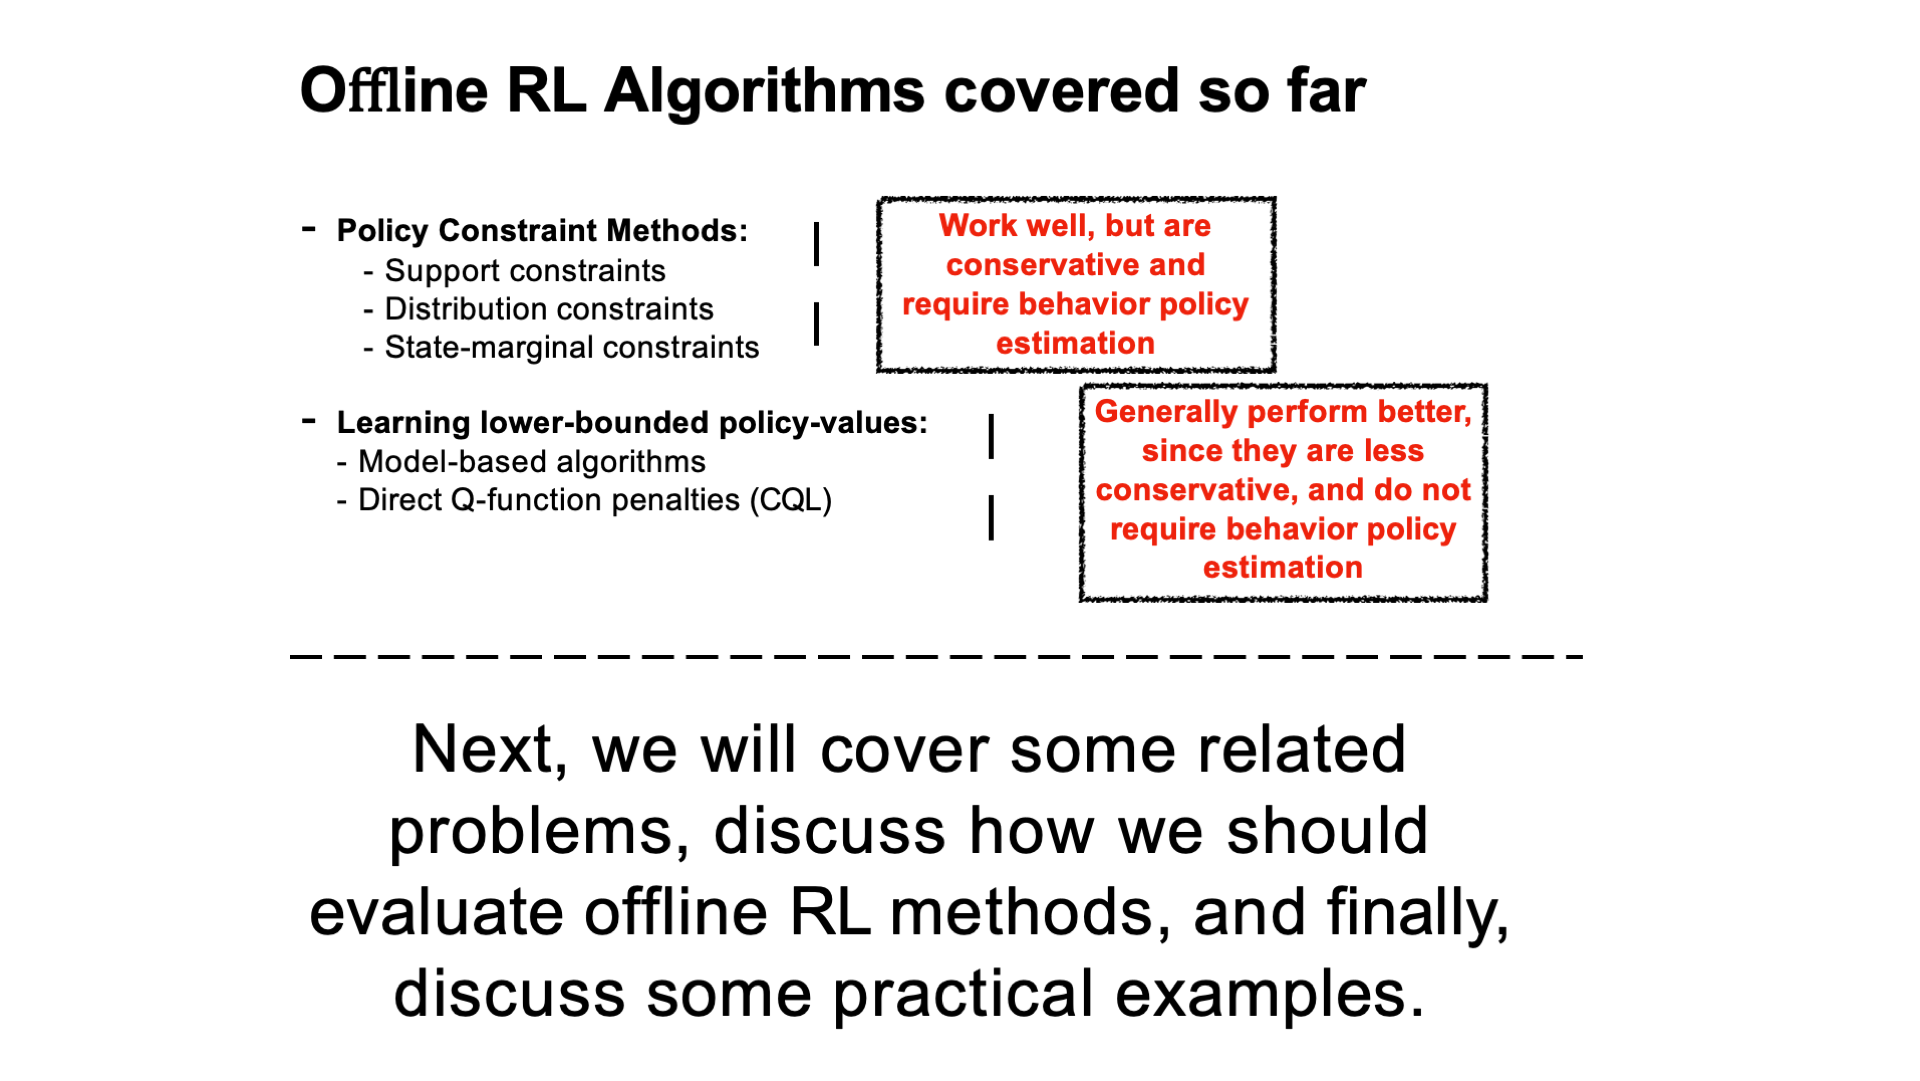 Offline RL Algorithms covered so far
- Policy Constraint Methods:
- Support constraints
- Distribution constraints
- State-marginal constraints
Work well, but are
conservative and
require behavior policy
estimation
- Learning lower-bounded policy-values:
- Model-based algorithms
- Direct Q-function penalties (CQL)
Generally perform better,
since they are less
conservative, and do not
require behavior policy
estimation
Next, we will cover some related
problems, discuss how we should
evaluate offline RL methods, and finally,
discuss some practical examples.